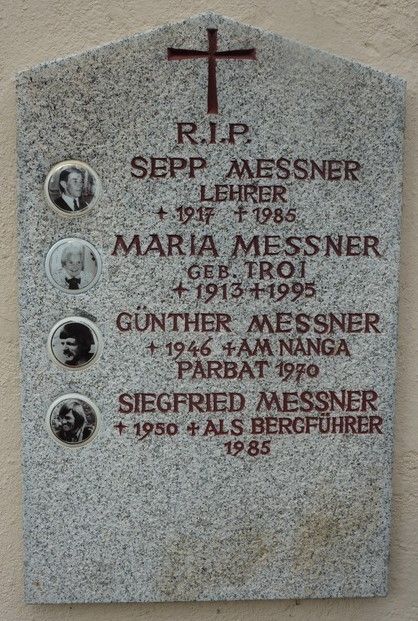 R.I.P.
SEPP MESSNER
LEHRER
+ 1917 + 1985
MARIA MESSNER
GEB. TROI
+ 1913 + 1995
GÜNTHER MESSNER
+ 1946 + AM NANGA
PARBAT 1970
SIEGFRIED MESSNER
+ 1950 + ALS BERGFÜHRER
1985